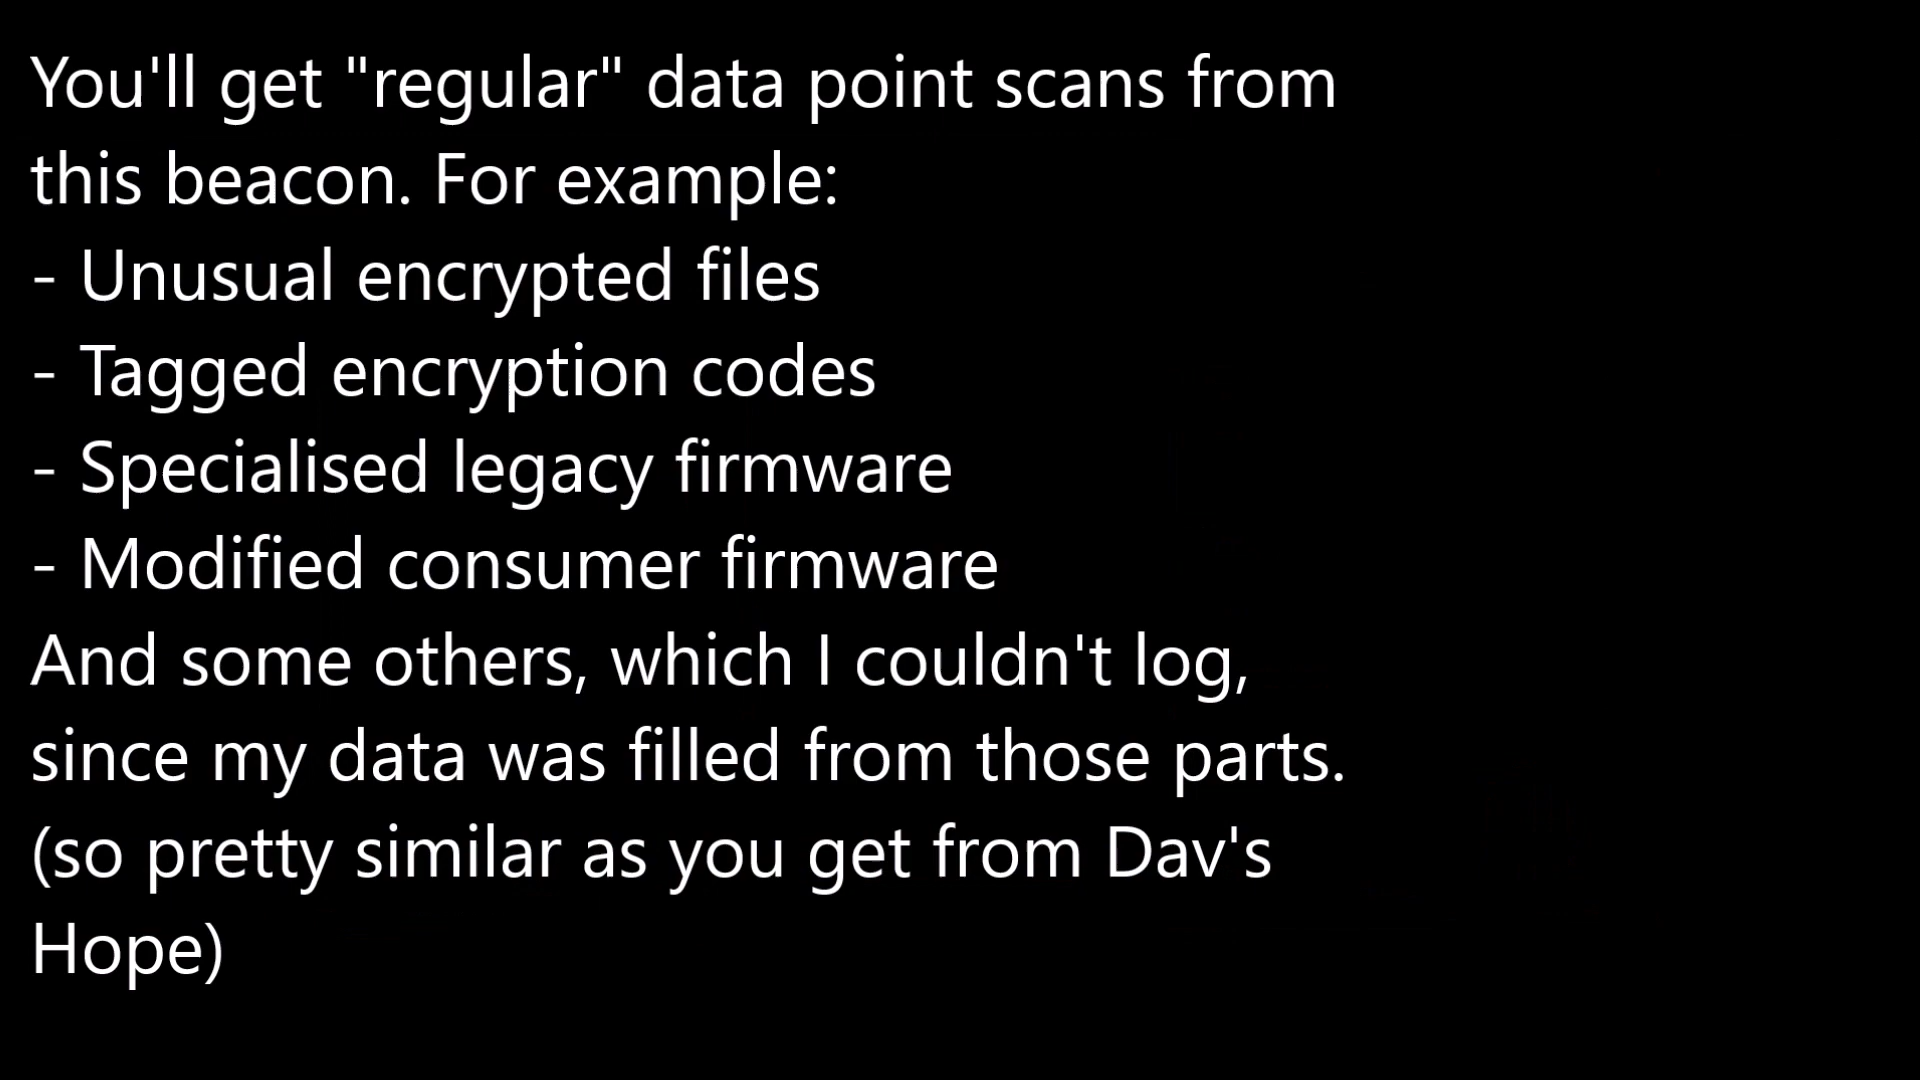 You'll get "regular" data point scans from
this beacon. For example:
- Unusual encrypted files
- Tagged encryption codes
- Specialised legacy firmware
- Modified consumer firmware
And some others, which I couldn't log,
since my data was filled from those parts.
(so pretty similar as you get from Dav's
Hope)